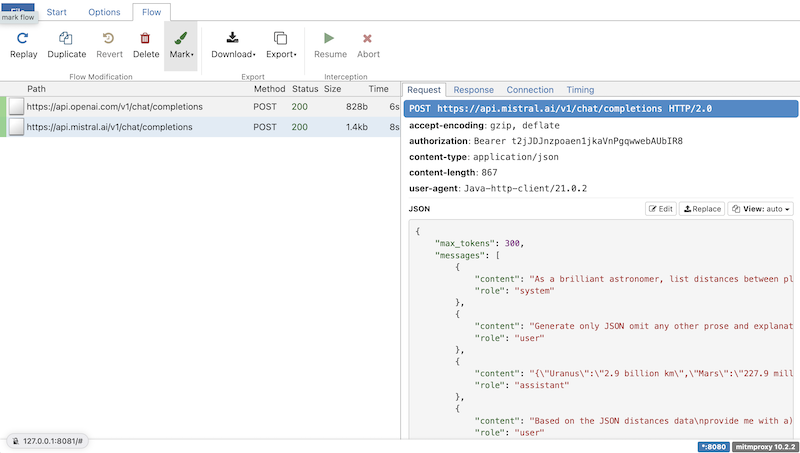 File Start Options Flow
mark flow
Replay Duplicate Revert Delete Mark Download Export Resume Abort
Flow Modification Export Interception
Path Method Status Size Time
https://api.openai.com/v1/chat/completions POST 200 828b 6s
https://api.mistral.ai/v1/chat/completions POST 200 1.4kb 8s
Request Response Connection Timing
POST https://api.mistral.ai/v1/chat/completions HTTP/2.0
accept-encoding: gzip, deflate
authorization: Bearer t2jJDJnzpoaen1jkaVnPgqwwebAUbIR8
content-type: application/json
content-length: 867
user-agent: Java-http-client/21.0.2
JSON Edit Replace View: auto
{
"max_tokens": 300,
"messages": [
{
"content": "As a brilliant astronomer, list distances between pl
"role": "system"
},
{
"content": "Generate only JSON omit any other prose and explanat
"role": "user"
},
{
"content": "{\"Uranus\":\"2.9 billion km\",\"Mars\":\"227.9 mill
"role": "assistant"
},
{
"content": "Based on the JSON distances data\nprovide me with a)
"role": "user"
127.0.0.1:8081/#
*:8080 mitmproxy 10.2.2